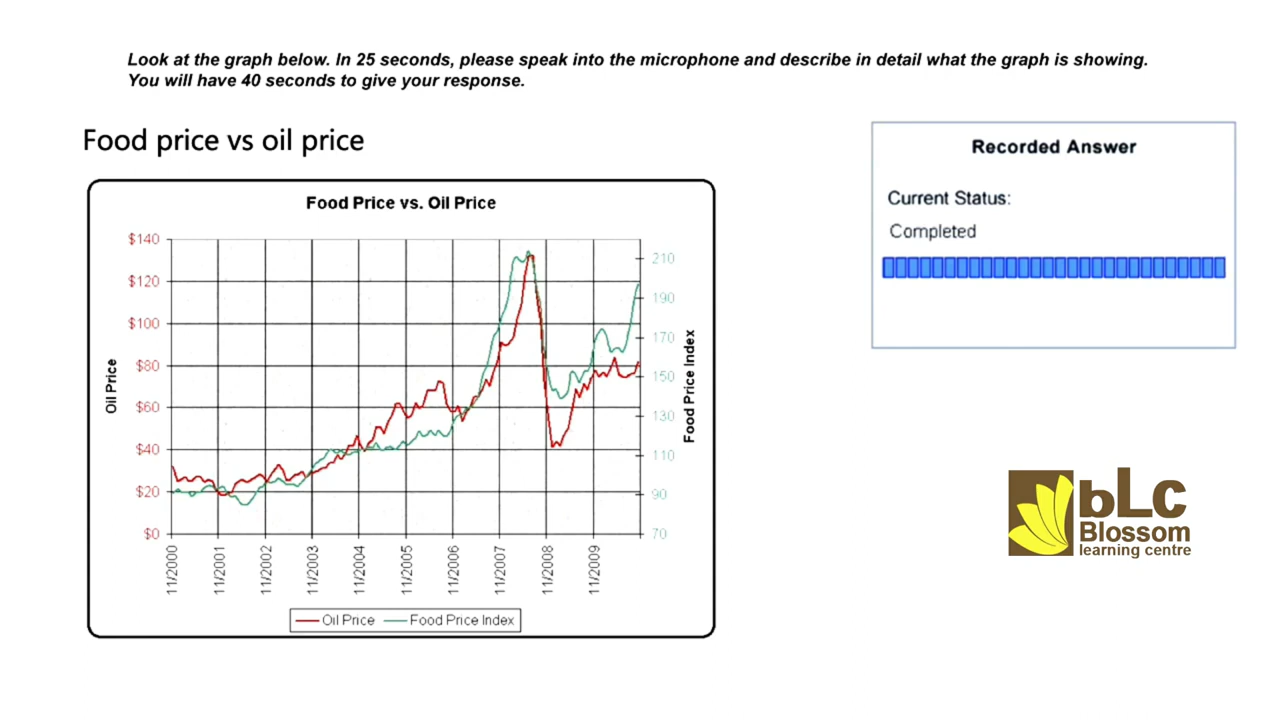 Look at the graph below. In 25 seconds, please speak into the microphone and describe in detail what the graph is showing.
You will have 40 seconds to give your response.
Food price vs oil price
Recorded Answer
Current Status:
Completed
Food Price vs. Oil Price
$140
$120
$100
$80
$60
$40
$20
$0
Oil Price
210
190
170
150
130
110
90
70
Food Price Index
11/2000
11/2001
11/2002
11/2003
11/2004
11/2005
11/2006
11/2007
11/2008
11/2009
Oil Price
Food Price Index
bLc
Blossom
learning centre